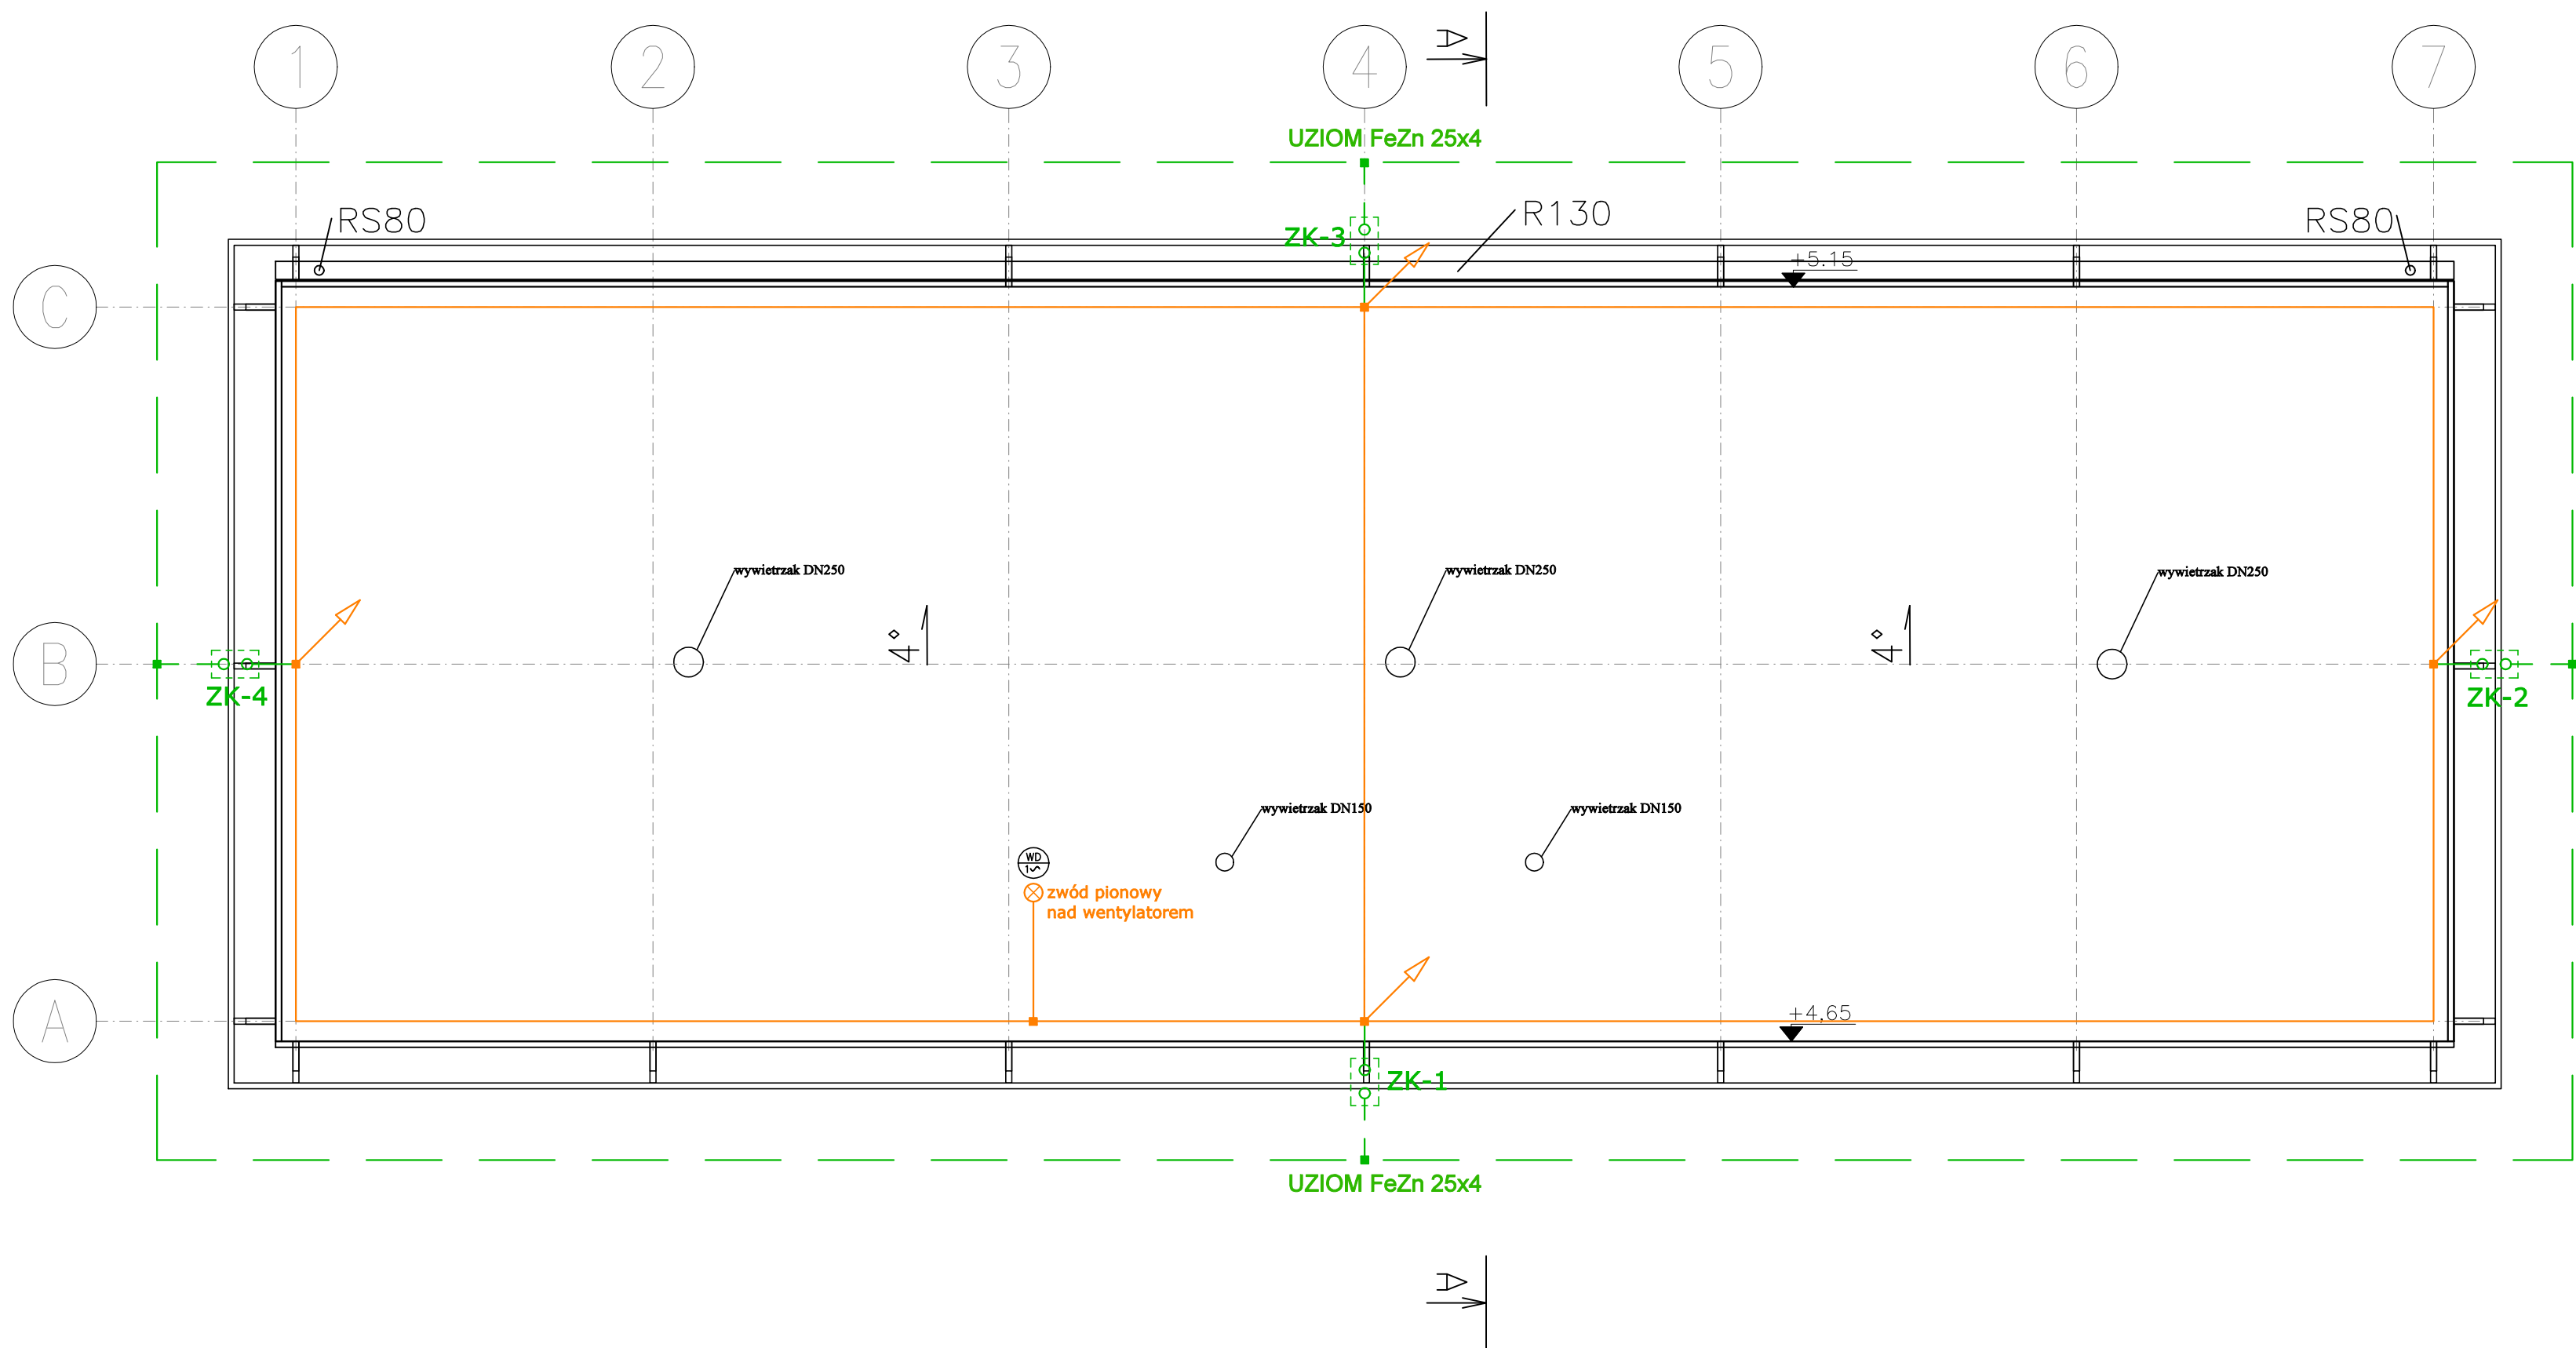 1 2 3 4 5 6 7
A
UZIOM FeZn 25x4
RS80
R130
RS80
ZK-3
+5.15
C
wywietrzak DN250
wywietrzak DN250
wywietrzak DN250
4°
4°
B
ZK-4
ZK-2
wywietrzak DN150
wywietrzak DN150
WD
1~
zwód pionowy
nad wentylatorem
A
+4,65
ZK-1
UZIOM FeZn 25x4
A